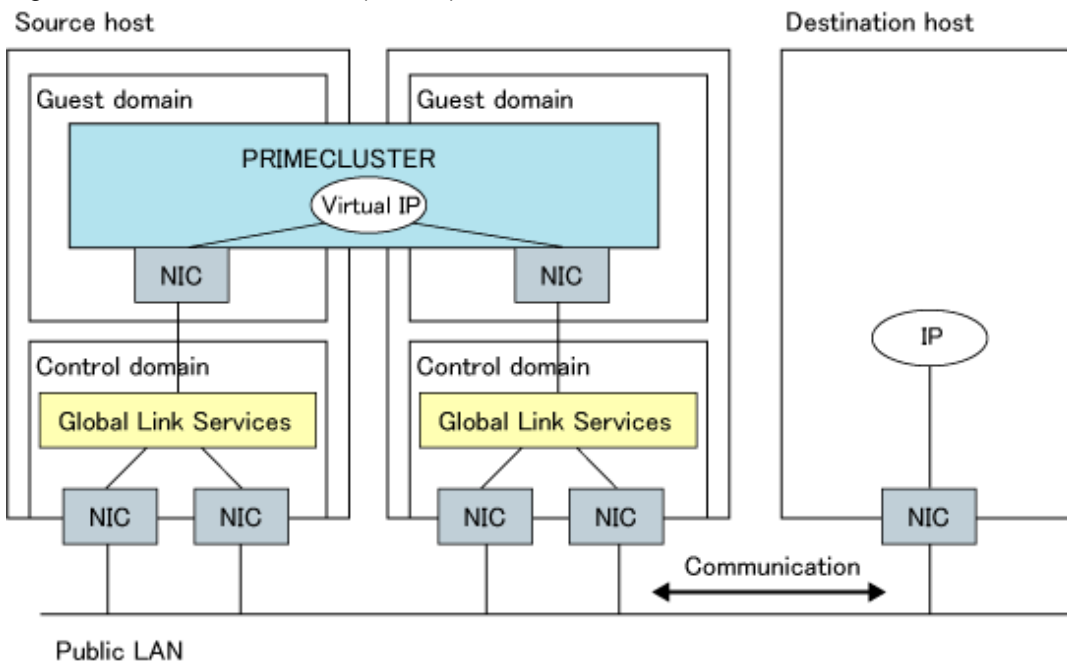 Source host
Destination host
Guest domain
Guest domain
PRIMECLUSTER
Virtual IP
NIC
NIC
IP
Control domain
Control domain
Global Link Services
Global Link Services
NIC
NIC
NIC
NIC
NIC
Communication
Public LAN